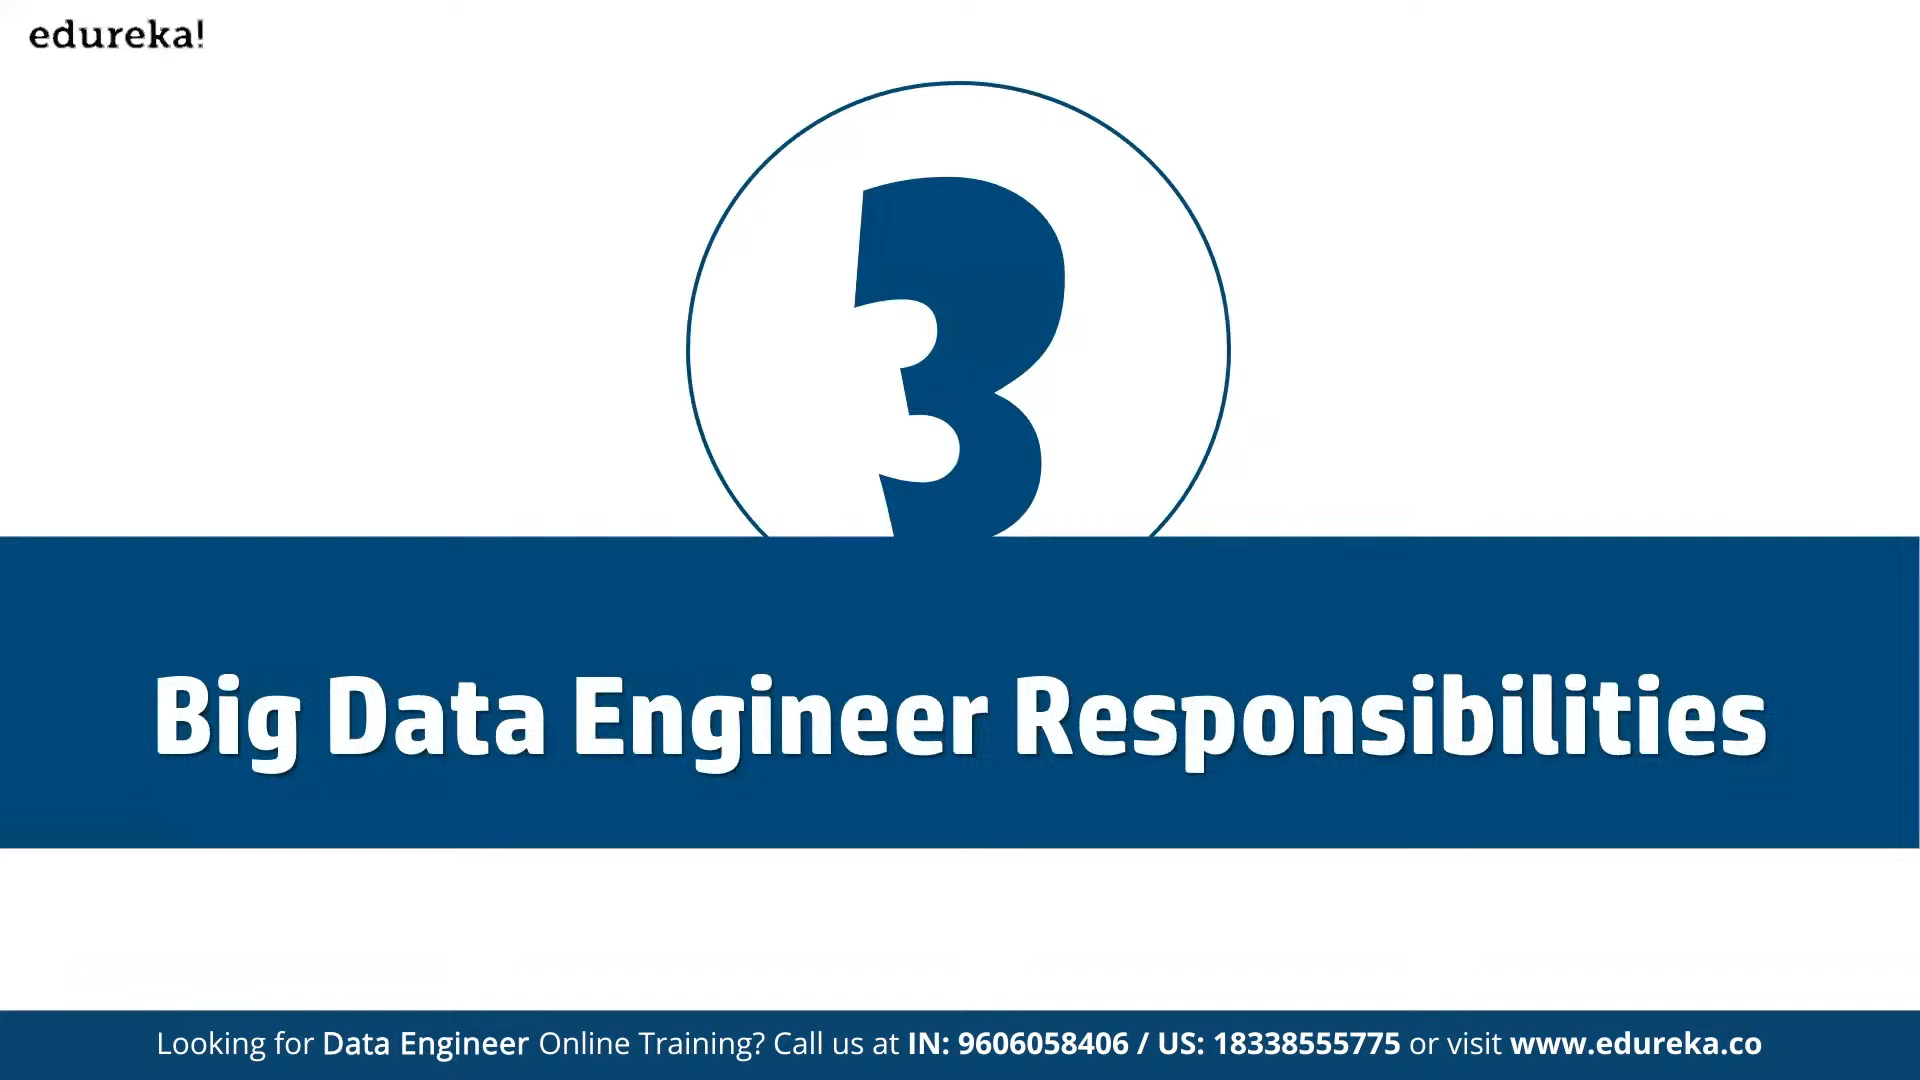 edureka!
3
Big Data Engineer Responsibilities
Looking for Data Engineer Online Training? Call us at IN: 9606058406 / US: 18338555775 or visit www.edureka.co